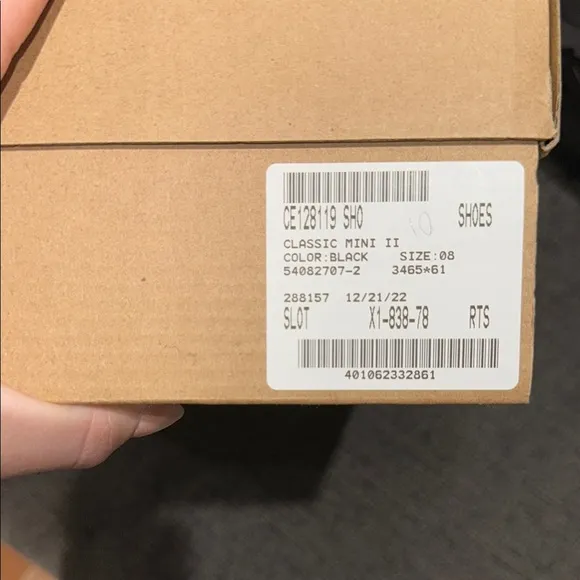 CE128119 SHO SHOES
CLASSIC MINI II
COLOR:BLACK SIZE:08
54082707-2 3465*61
288157 12/21/22
SLOT X1-838-78 RTS
401062332861